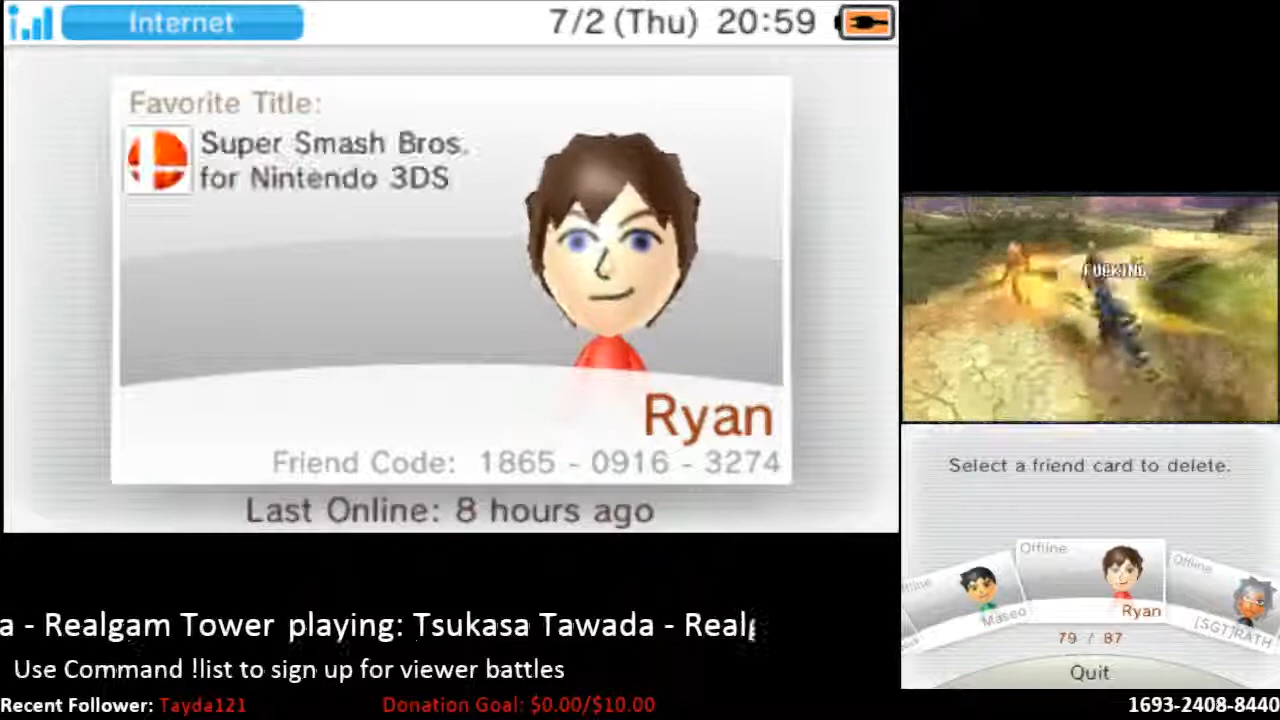 Internet
7/2 (Thu) 20:59
Favorite Title:
Super Smash Bros.
for Nintendo 3DS
Ryan
Friend Code: 1865 - 0916 - 3274
Last Online: 8 hours ago
FUCKING
Select a friend card to delete.
Offline
Offline
Maseo
Ryan
[SGT]RATH
79 / 87
Quit
a - Realgam Tower playing: Tsukasa Tawada - Realg
Use Command !list to sign up for viewer battles
Recent Follower: Tayda121
Donation Goal: $0.00/$10.00
1693-2408-8440